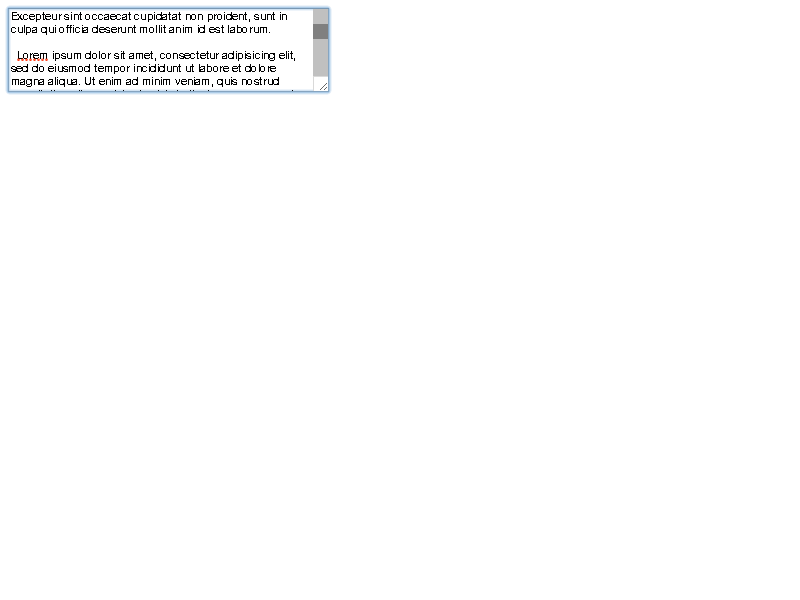 Excepteur sint occaecat cupidatat non proident, sunt in
culpa qui officia deserunt mollit anim id est laborum.
Lorem ipsum dolor sit amet, consectetur adipisicing elit,
sed do eiusmod tempor incididunt ut labore et dolore
magna aliqua. Ut enim ad minim veniam, quis nostrud